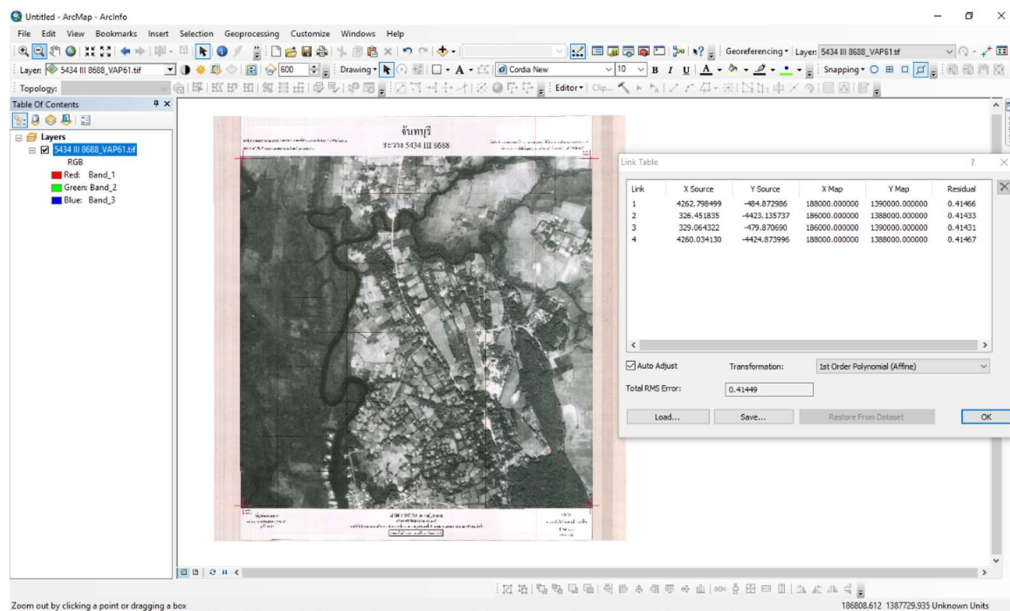 Untitled - ArcMap - ArcInfo
File Edit View Bookmarks Insert Selection Geoprocessing Customize Windows Help
Georeferencing Layer: 5434 III 8688_VAP61.tif
Layer: 5434 III 8688_VAP61.tif 600 Drawing Cordia New 10 B I U A Snapping
Topology: Editor Clip...
Table Of Contents
Layers
5434 III 8688_VAP61.tif
RGB
Red: Band_1
Green: Band_2
Blue: Band_3
จันทบุรี
ระวาง 5434 III 8688
Link Table
Link X Source Y Source X Map Y Map Residual
1 4262.798499 -484.872986 188000.000000 1390000.000000 0.41466
2 326.451835 -4423.135737 186000.000000 1388000.000000 0.41433
3 329.064322 -479.870690 186000.000000 1390000.000000 0.41431
4 4260.034130 -4424.873996 188000.000000 1388000.000000 0.41467
Auto Adjust Transformation: 1st Order Polynomial (Affine)
Total RMS Error: 0.41449
Load... Save... Restore From Dataset OK
Zoom out by clicking a point or dragging a box 186808.612 1387729.935 Unknown Units